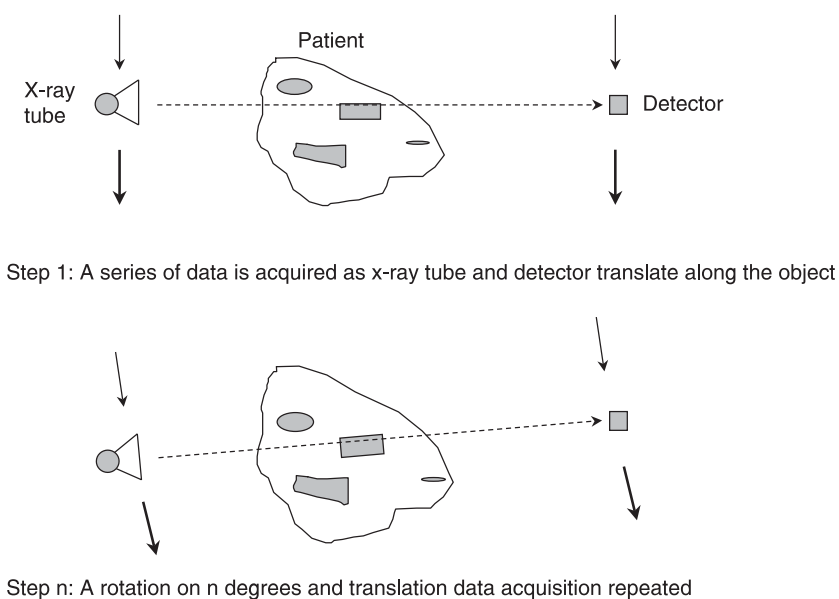 Patient
X-ray
tube
Detector
Step 1: A series of data is acquired as x-ray tube and detector translate along the object
Step n: A rotation on n degrees and translation data acquisition repeated